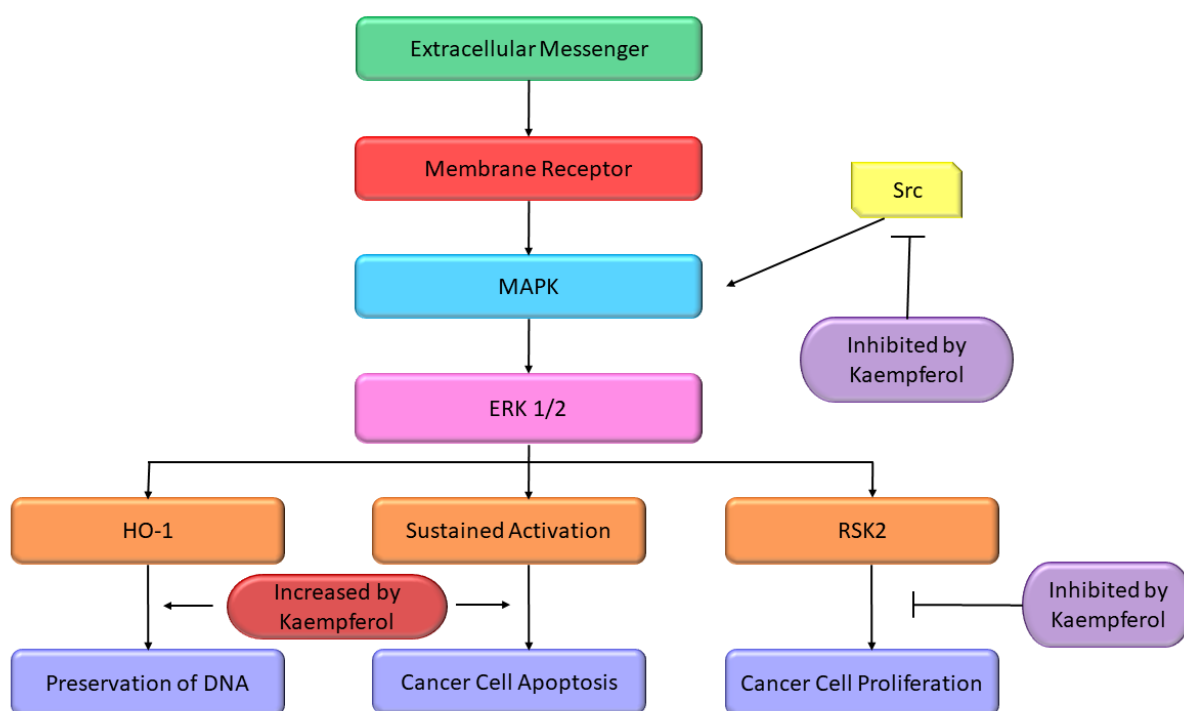 Extracellular Messenger
Membrane Receptor
Src
MAPK
Inhibited by
Kaempferol
ERK 1/2
HO-1
Sustained Activation
RSK2
Increased by
Kaempferol
Inhibited by
Kaempferol
Preservation of DNA
Cancer Cell Apoptosis
Cancer Cell Proliferation